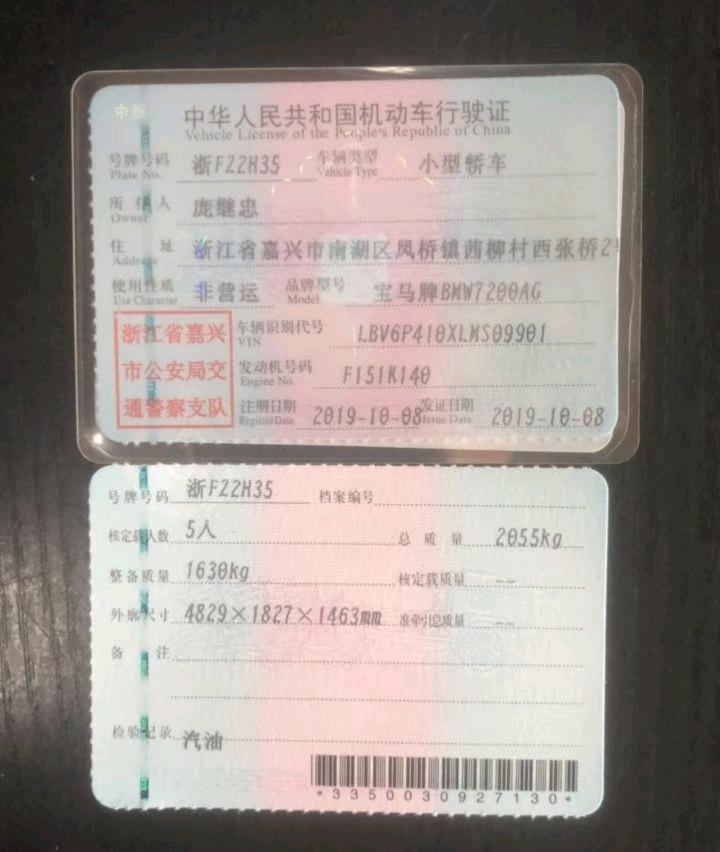 中华人民共和国机动车行驶证
Vehicle License of the People's Republic of China
号牌号码 浙F22H35 车辆类型 小型轿车
Plate No. Vehicle Type
所有人 庞继忠
Owner
住 址 浙江省嘉兴市南湖区凤桥镇茜柳村西张桥2
Address
使用性质 非营运 品牌型号 宝马牌BMW7200AG
Use Character Model
浙江省嘉兴
市公安局交
通警察支队
车辆识别代号 LBV6P410XLMS09901
VIN
发动机号码 F151K140
Engine No.
注册日期 2019-10-08 发证日期 2019-10-08
Register Date Issue Date
号牌号码 浙F22H35 档案编号
核定载人数 5人 总质量 2055kg
整备质量 1630kg 核定载质量 --
外廓尺寸 4829×1827×1463mm 准牵引总质量 --
备 注
检验记录 汽油
*3350030927130*